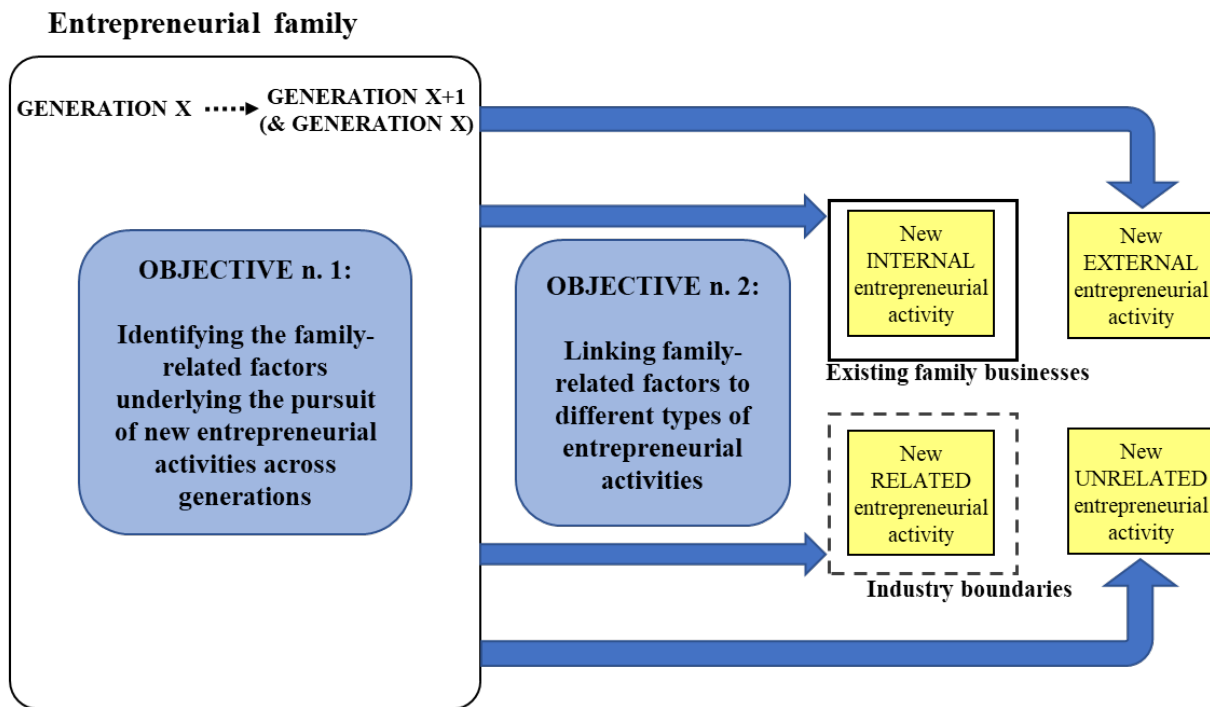 Entrepreneurial family
GENERATION X
GENERATION X+1
(& GENERATION X)
OBJECTIVE n. 1:
Identifying the family-
related factors
underlying the pursuit
of new entrepreneurial
activities across
generations
OBJECTIVE n. 2:
Linking family-
related factors to
different types of
entrepreneurial
activities
New
INTERNAL
entrepreneurial
activity
Existing family businesses
New
EXTERNAL
entrepreneurial
activity
New
RELATED
entrepreneurial
activity
Industry boundaries
New
UNRELATED
entrepreneurial
activity